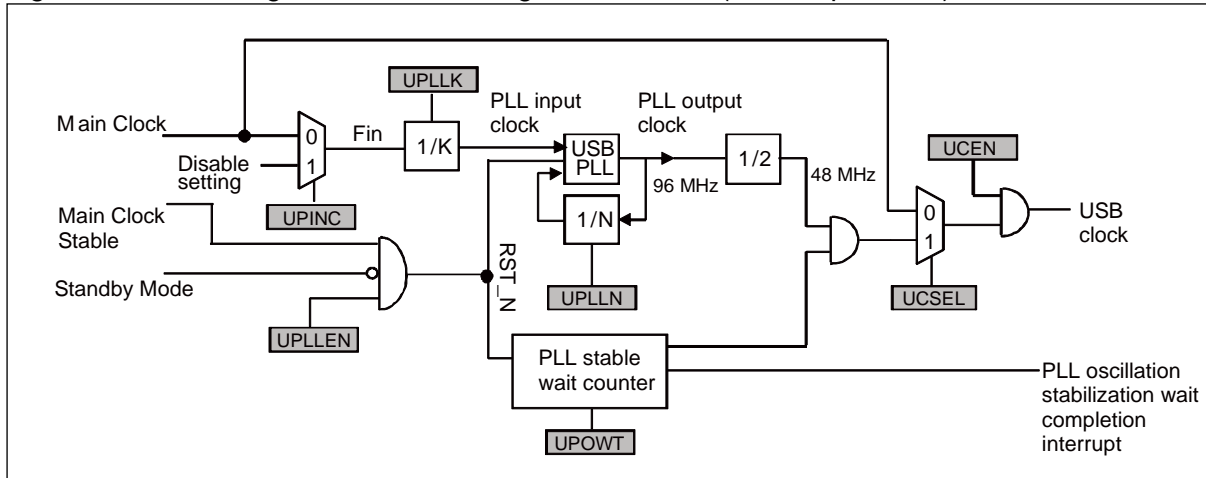 UPLLK
Main Clock
0
1
Fin
1/K
PLL input
clock
USB
PLL
PLL output
clock
1/2
96 MHz
48 MHz
UCEN
Disable
setting
UPINC
1/N
0
1
USB
clock
Main Clock
Stable
Standby Mode
UPLLEN
RST_N
UPLLN
UCSEL
PLL stable
wait counter
UPOWT
PLL oscillation
stabilization wait
completion
interrupt